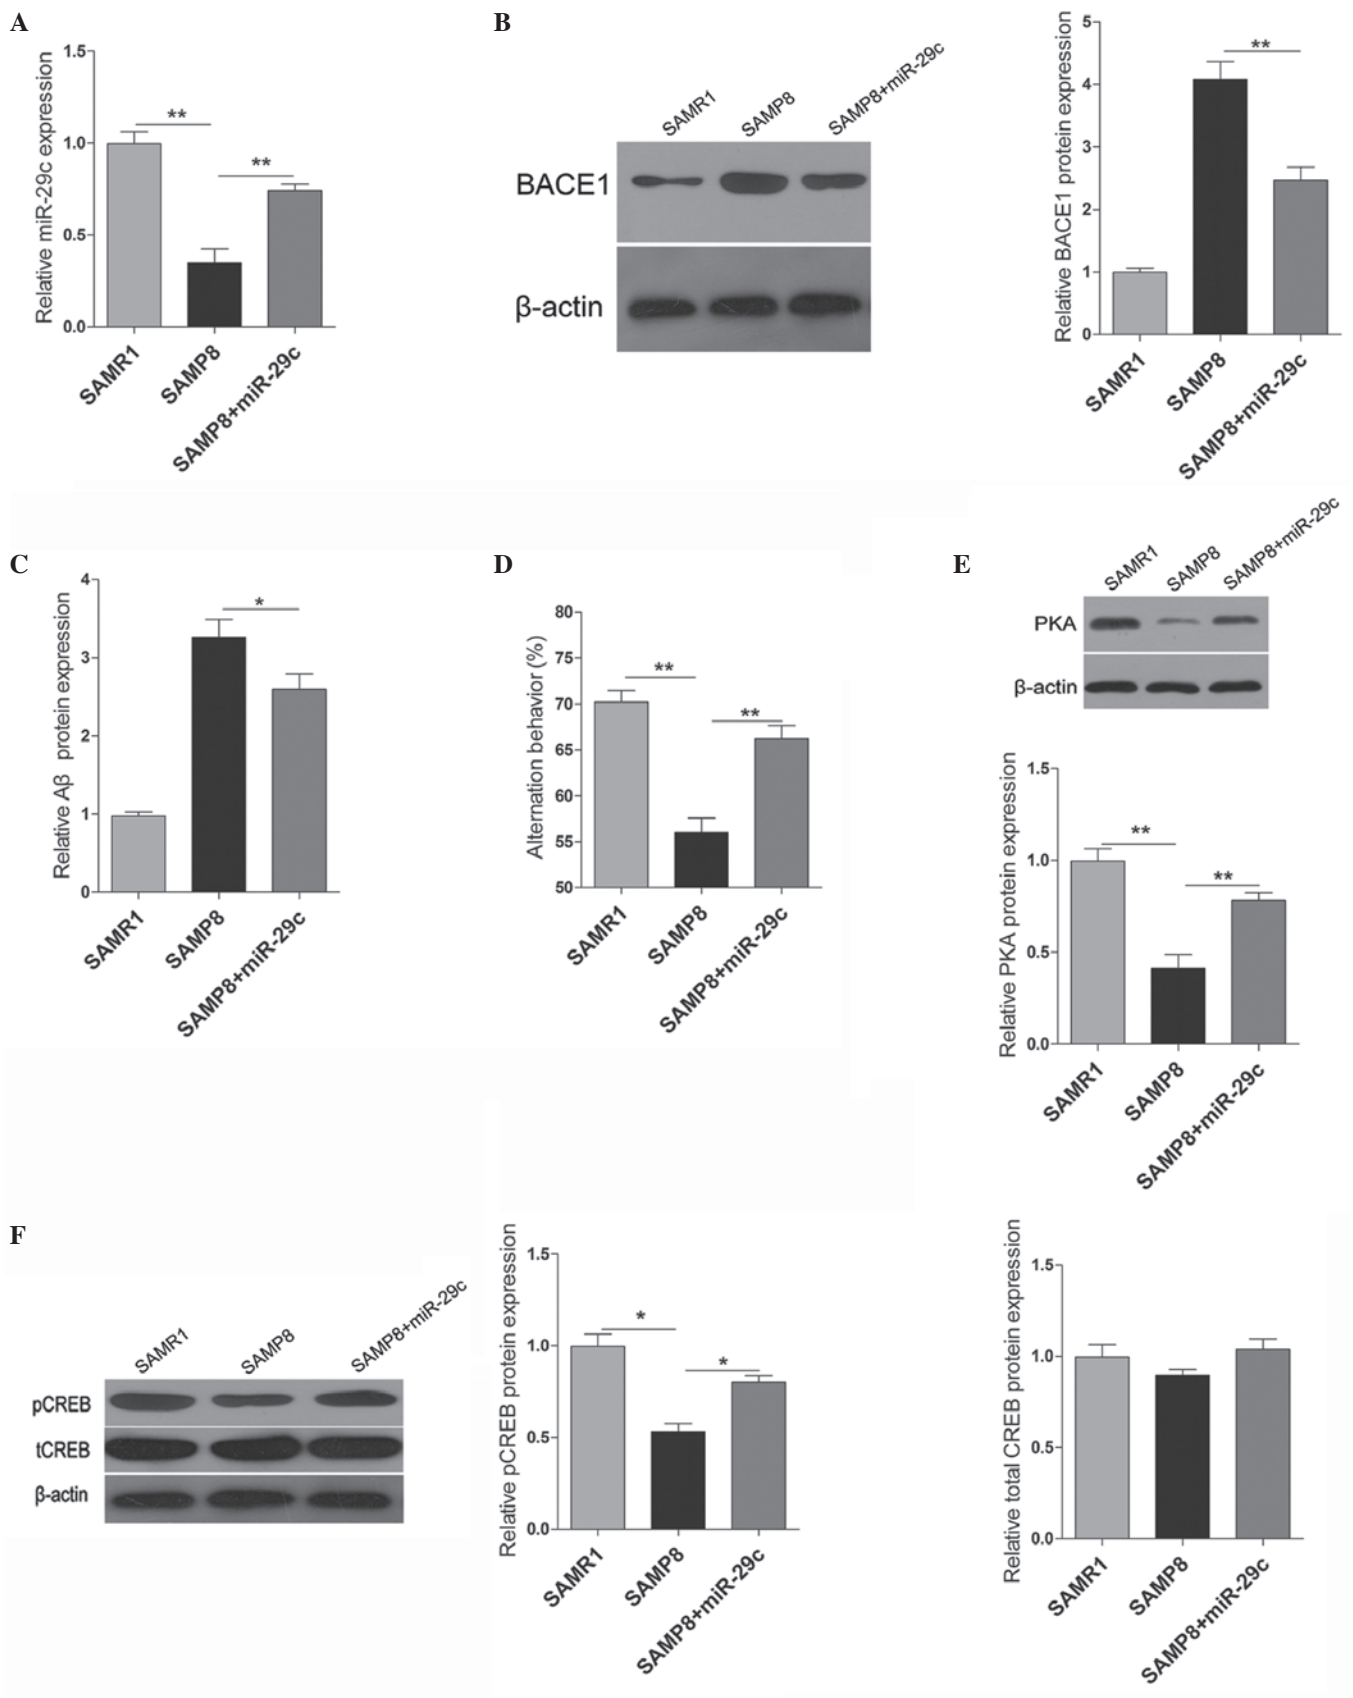 A
Relative miR-29c expression
1.5
1.0
0.5
0.0
**
**
SAMR1
SAMP8
SAMP8+miR-29c
B
SAMR1
SAMP8
SAMP8+miR-29c
BACE1
β-actin
Relative BACE1 protein expression
5
4
3
2
1
0
**
SAMR1
SAMP8
SAMP8+miR-29c
C
Relative Aβ protein expression
4
3
2
1
0
*
SAMR1
SAMP8
SAMP8+miR-29c
D
Alternation behavior (%)
80
75
70
65
60
55
50
**
**
SAMR1
SAMP8
SAMP8+miR-29c
E
SAMR1
SAMP8
SAMP8+miR-29c
PKA
β-actin
Relative PKA protein expression
1.5
1.0
0.5
0.0
**
**
SAMR1
SAMP8
SAMP8+miR-29c
F
SAMR1
SAMP8
SAMP8+miR-29c
pCREB
tCREB
β-actin
Relative pCREB protein expression
1.5
1.0
0.5
0.0
*
*
SAMR1
SAMP8
SAMP8+miR-29c
Relative total CREB protein expression
1.5
1.0
0.5
0.0
SAMR1
SAMP8
SAMP8+miR-29c